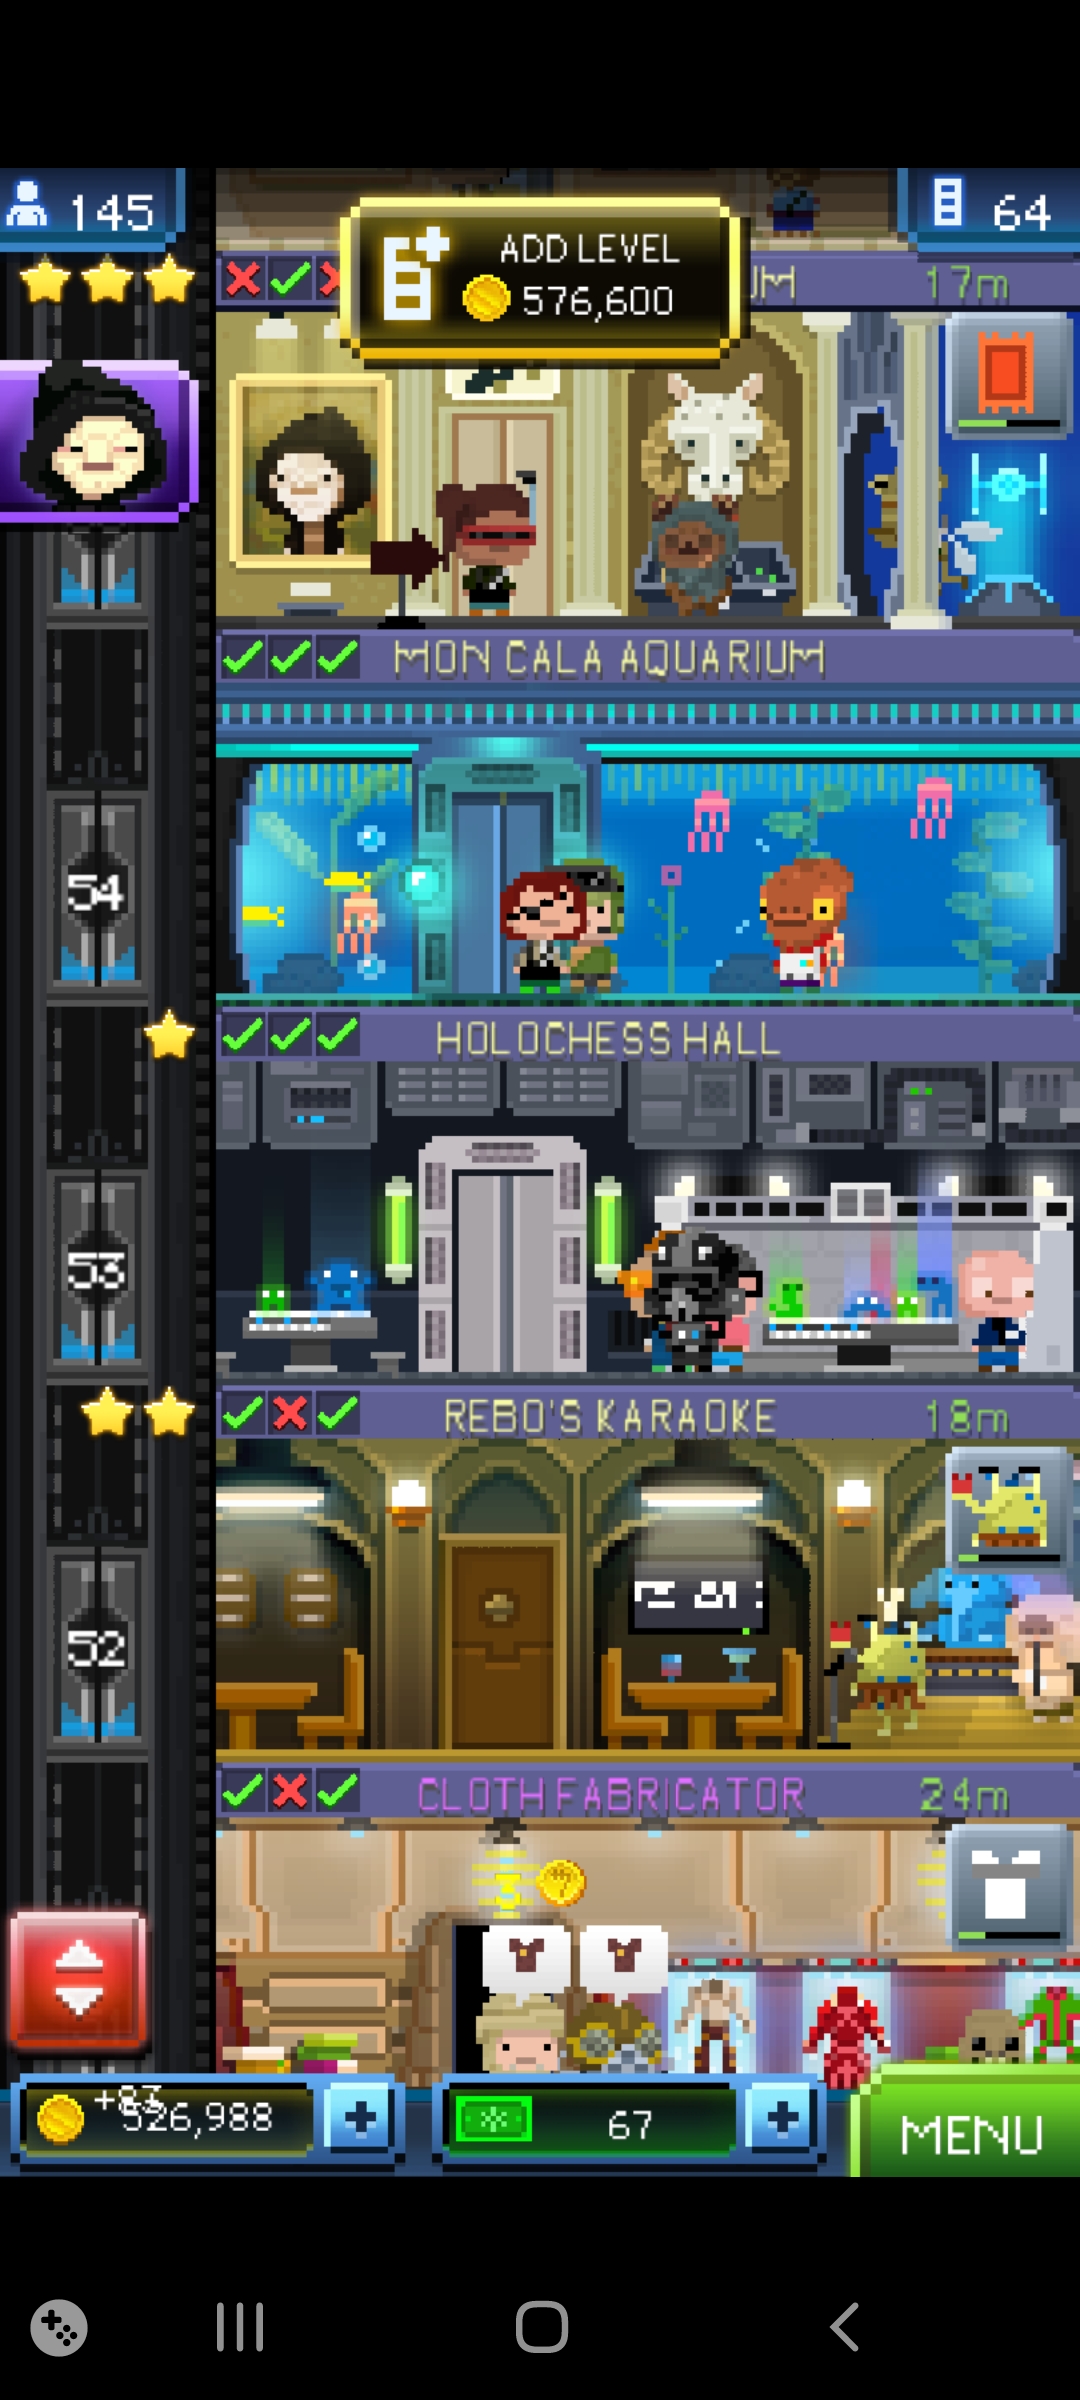 145
64
ADD LEVEL
576,600
UM
17m
MON CALA AQUARIUM
54
HOLOCHESS HALL
53
REBO'S KARAOKE
18m
52
CLOTH FABRICATOR
24m
+83
526,988
67
MENU